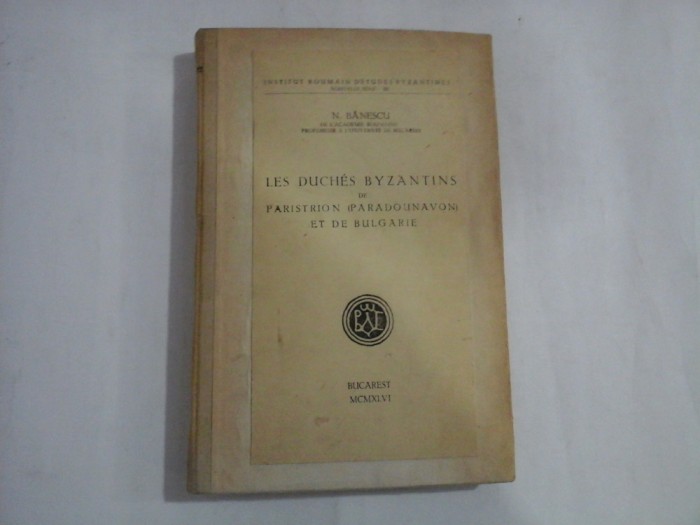 INSTITUT ROUMAIN D'ÉTUDES BYZANTINES
N. BĂNESCU
DE L'ACADÉMIE ROUMAINE
PROFESSEUR À L'UNIVERSITÉ DE BUCAREST
LES DUCHÉS BYZANTINS
DE
PARISTRION (PARADOUNAVON)
ET DE BULGARIE
BUCAREST
MCMXLVI